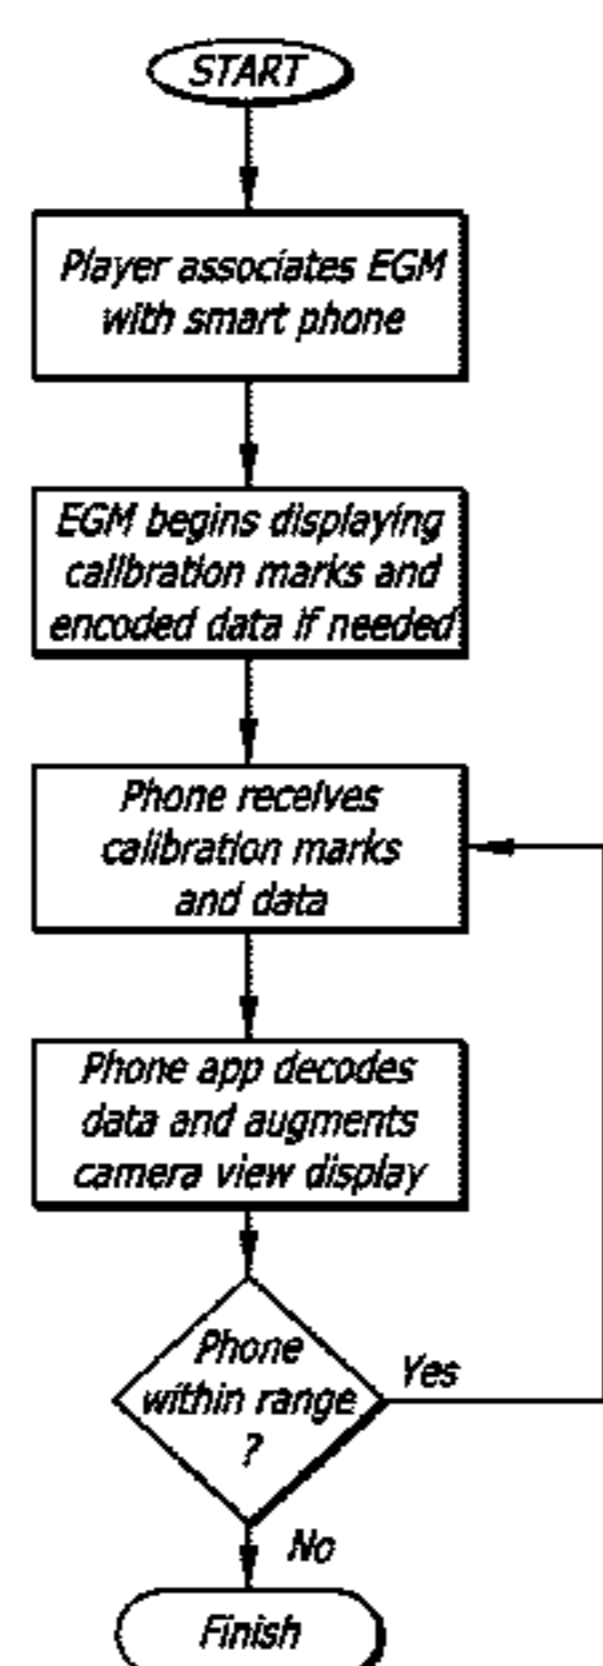 START
Player associates EGM
with smart phone
EGM begins displaying
calibration marks and
encoded data if needed
Phone receives
calibration marks
and data
Phone app decodes
data and augments
camera view display
Phone
within range
?
Yes
No
Finish